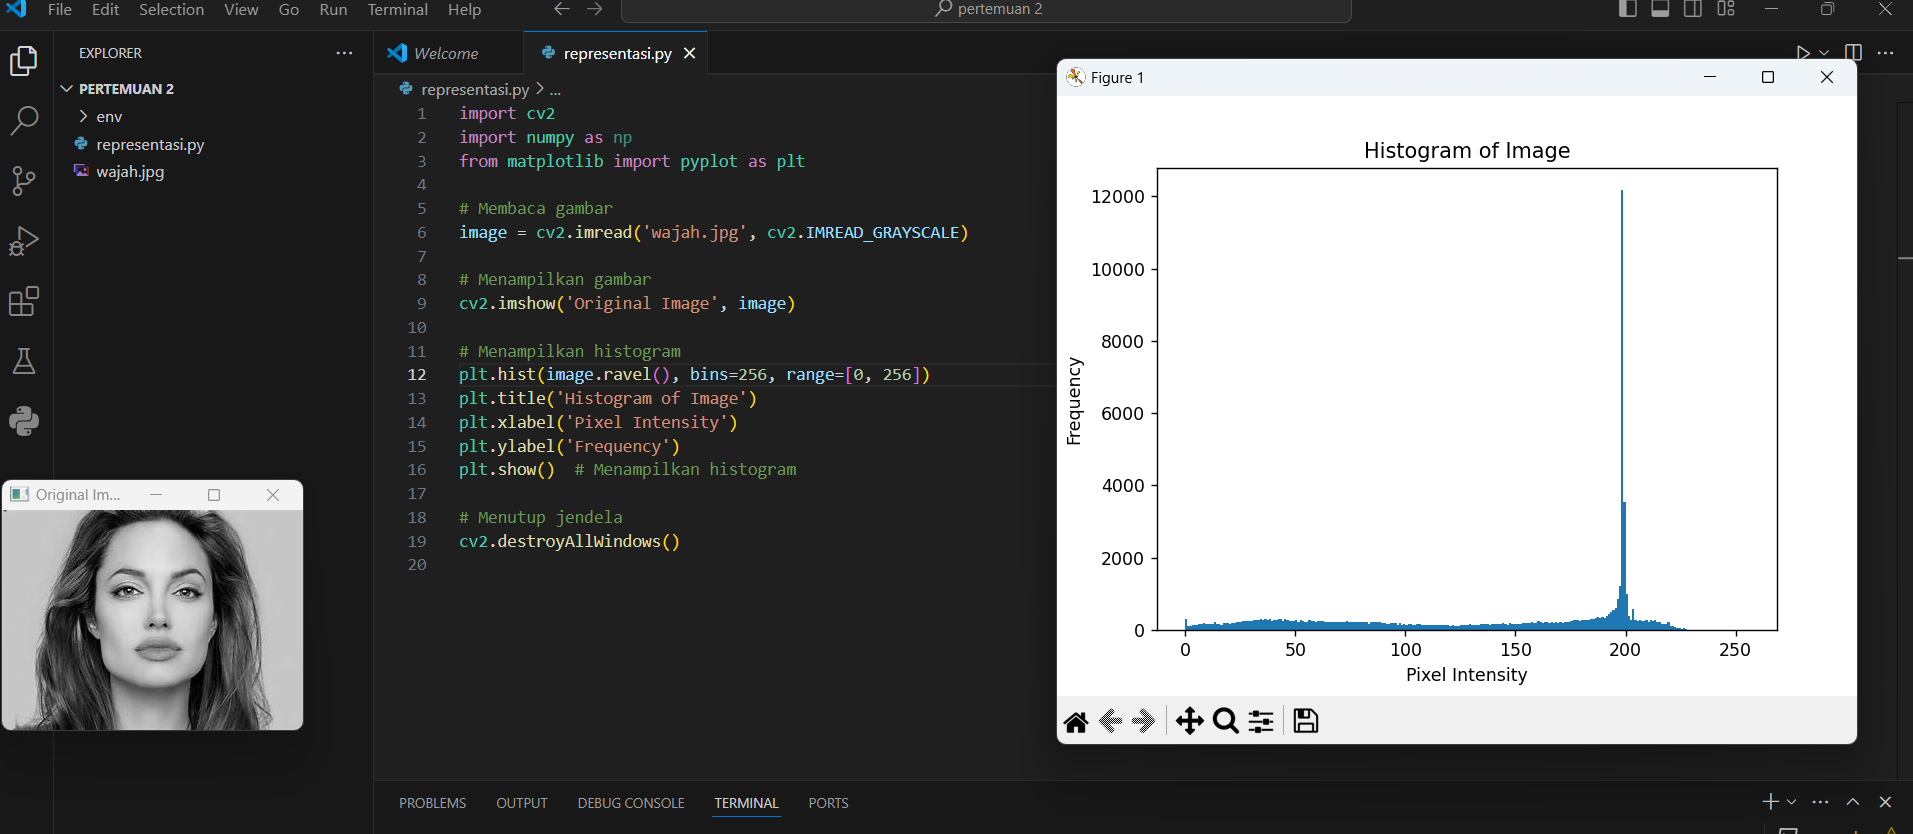 File Edit Selection View Go Run Terminal Help
pertemuan 2
EXPLORER
PERTEMUAN 2
env
representasi.py
wajah.jpg
Welcome
representasi.py
representasi.py > ...
1 import cv2
2 import numpy as np
3 from matplotlib import pyplot as plt
4
5 # Membaca gambar
6 image = cv2.imread('wajah.jpg', cv2.IMREAD_GRAYSCALE)
7
8 # Menampilkan gambar
9 cv2.imshow('Original Image', image)
10
11 # Menampilkan histogram
12 plt.hist(image.ravel(), bins=256, range=[0, 256])
13 plt.title('Histogram of Image')
14 plt.xlabel('Pixel Intensity')
15 plt.ylabel('Frequency')
16 plt.show()  # Menampilkan histogram
17
18 # Menutup jendela
19 cv2.destroyAllWindows()
20
Original Im...
Figure 1
Histogram of Image
12000
10000
8000
6000
4000
2000
0
Frequency
0 50 100 150 200 250
Pixel Intensity
PROBLEMS OUTPUT DEBUG CONSOLE TERMINAL PORTS